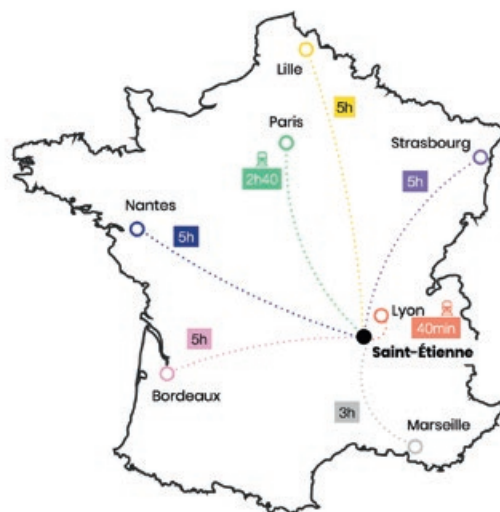 Lille
5h
Paris
2h40
Strasbourg
5h
Nantes
5h
Lyon
40min
Saint-Étienne
5h
Bordeaux
3h
Marseille